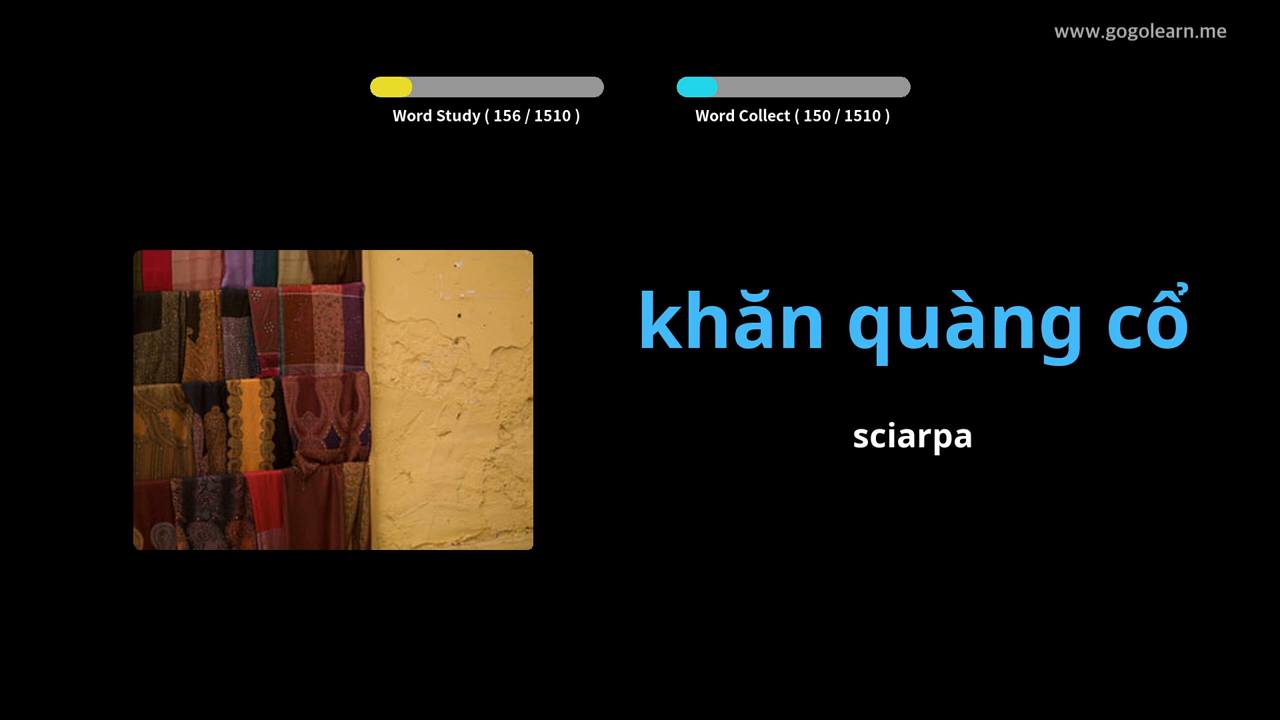 www.gogolearn.me
Word Study ( 156 / 1510 )
Word Collect ( 150 / 1510 )
khăn quàng cổ
sciarpa